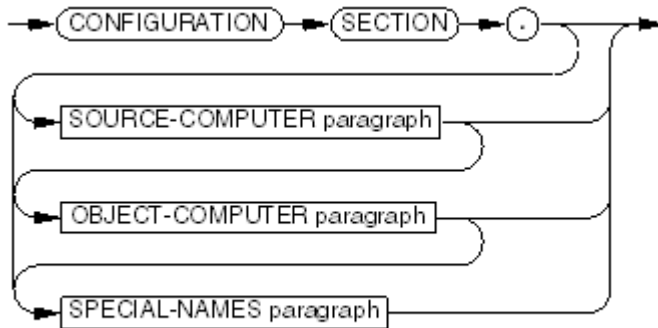 CONFIGURATION SECTION .
SOURCE-COMPUTER paragraph
OBJECT-COMPUTER paragraph
SPECIAL-NAMES paragraph